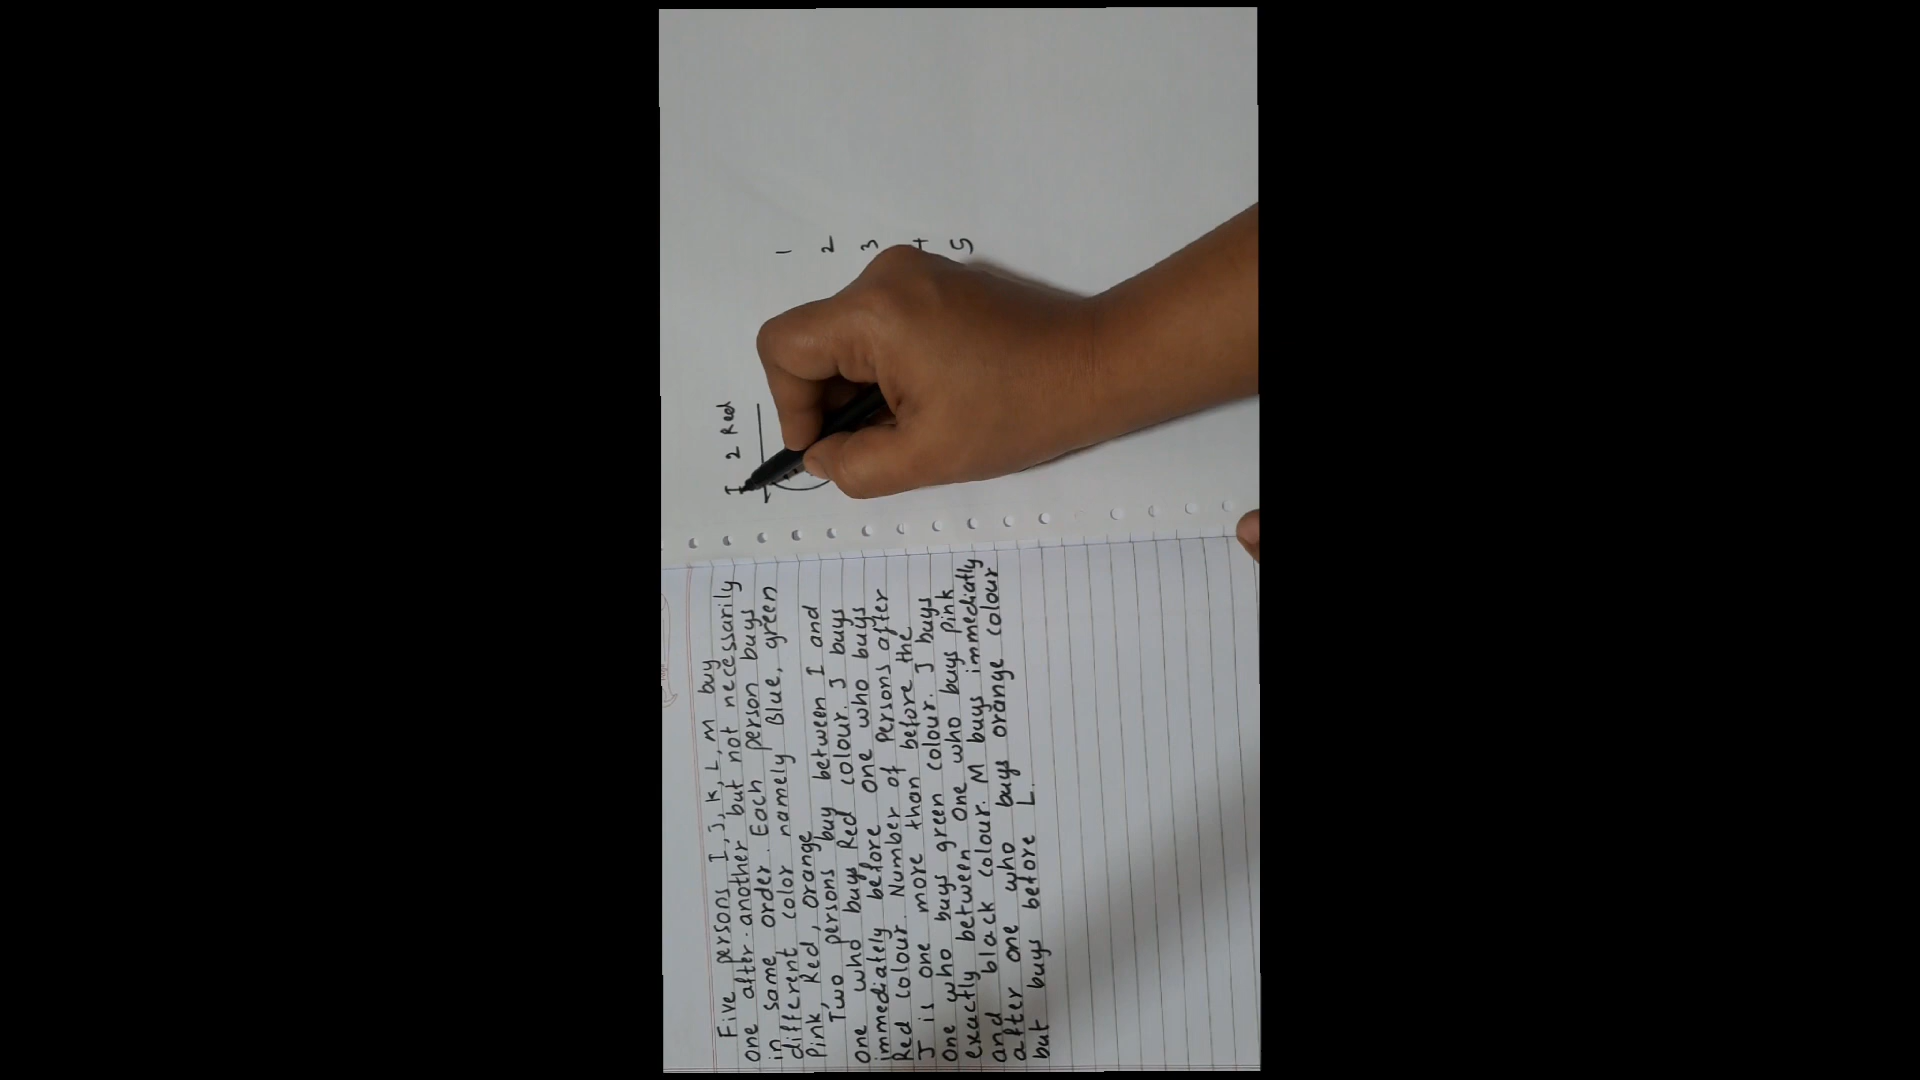 Five persons I, J, K, L, M buy
one after another but not necessarily
in same order. Each person buys
different color namely Blue, green
Pink, Red, orange
Two persons buy between I and
one who buys Red colour. J buys
immediately before one who buys
Red colour. Number of persons after
J is one more than before the
one who buys green colour. J buys
exactly between one who buys pink
and black colour. M buys immediatly
after one who buys orange colour
but buys before L.
I 2 Red
1
2
3
4
5